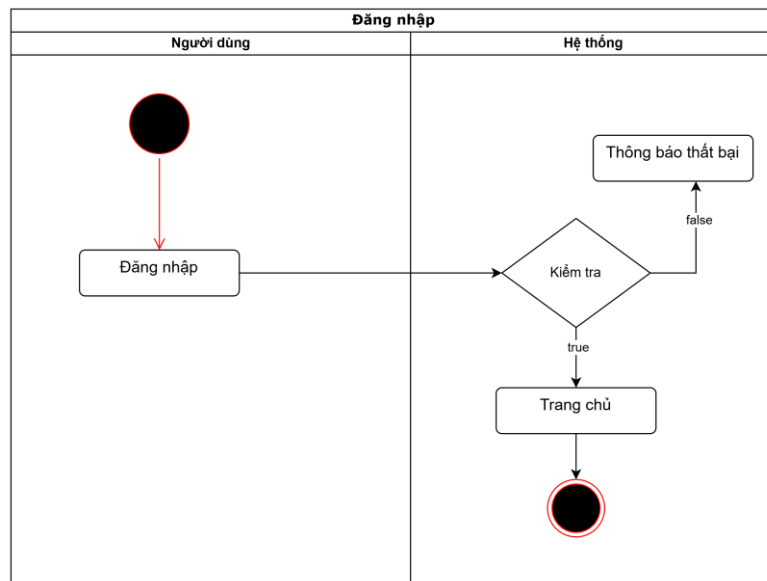 Đăng nhập
Người dùng
Hệ thống
Thông báo thất bại
false
Đăng nhập
Kiểm tra
true
Trang chủ